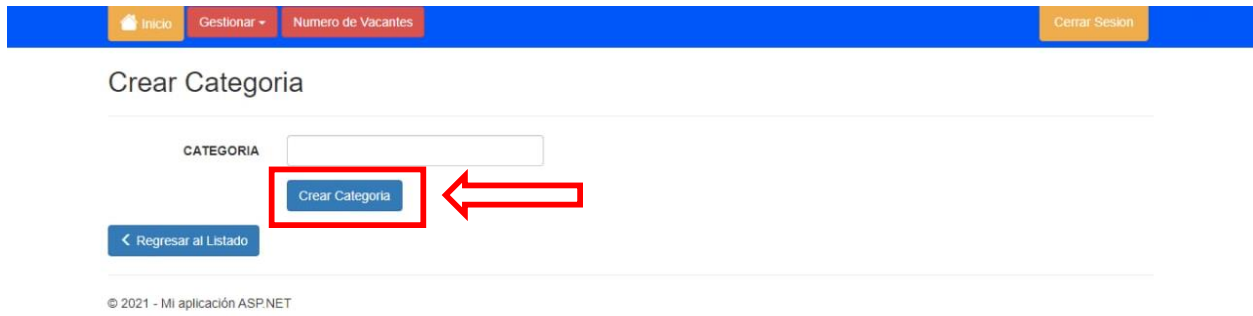 Inicio Gestionar Numero de Vacantes Cerrar Sesion
Crear Categoria
CATEGORIA
Crear Categoria
Regresar al Listado
© 2021 - Mi aplicación ASP.NET